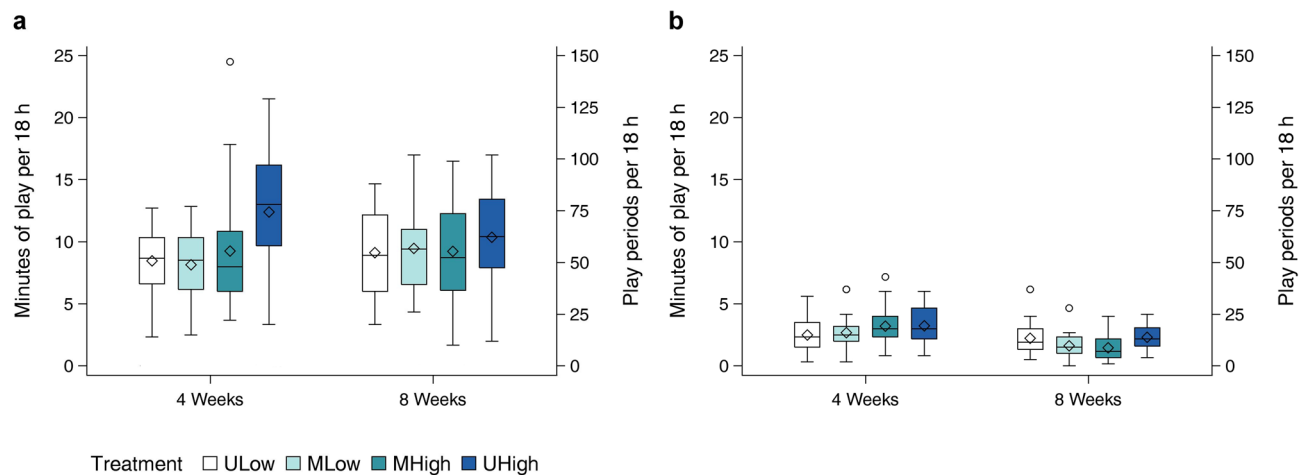 a
Minutes of play per 18 h
25
20
15
10
5
0
150
125
100
75
50
25
0
Play periods per 18 h
4 Weeks
8 Weeks
b
Minutes of play per 18 h
25
20
15
10
5
0
150
125
100
75
50
25
0
Play periods per 18 h
4 Weeks
8 Weeks
Treatment ULow MLow MHigh UHigh